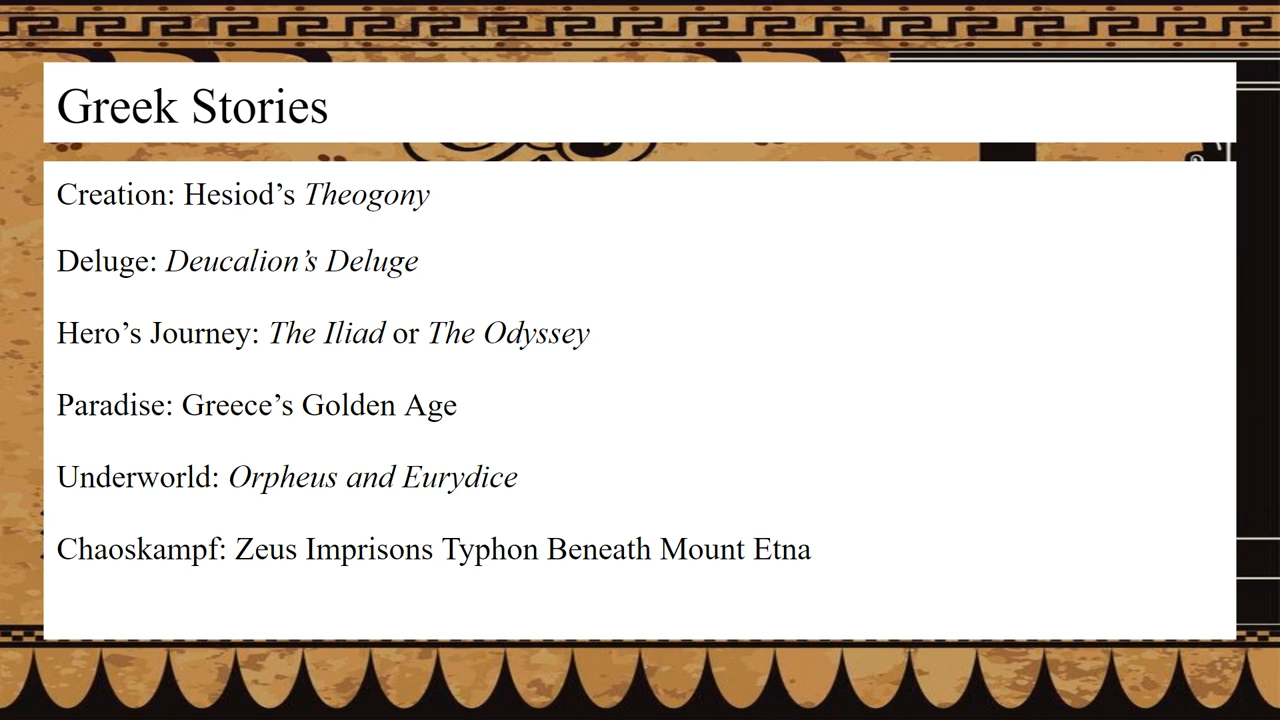 Greek Stories
Creation: Hesiod’s Theogony
Deluge: Deucalion’s Deluge
Hero’s Journey: The Iliad or The Odyssey
Paradise: Greece’s Golden Age
Underworld: Orpheus and Eurydice
Chaoskampf: Zeus Imprisons Typhon Beneath Mount Etna